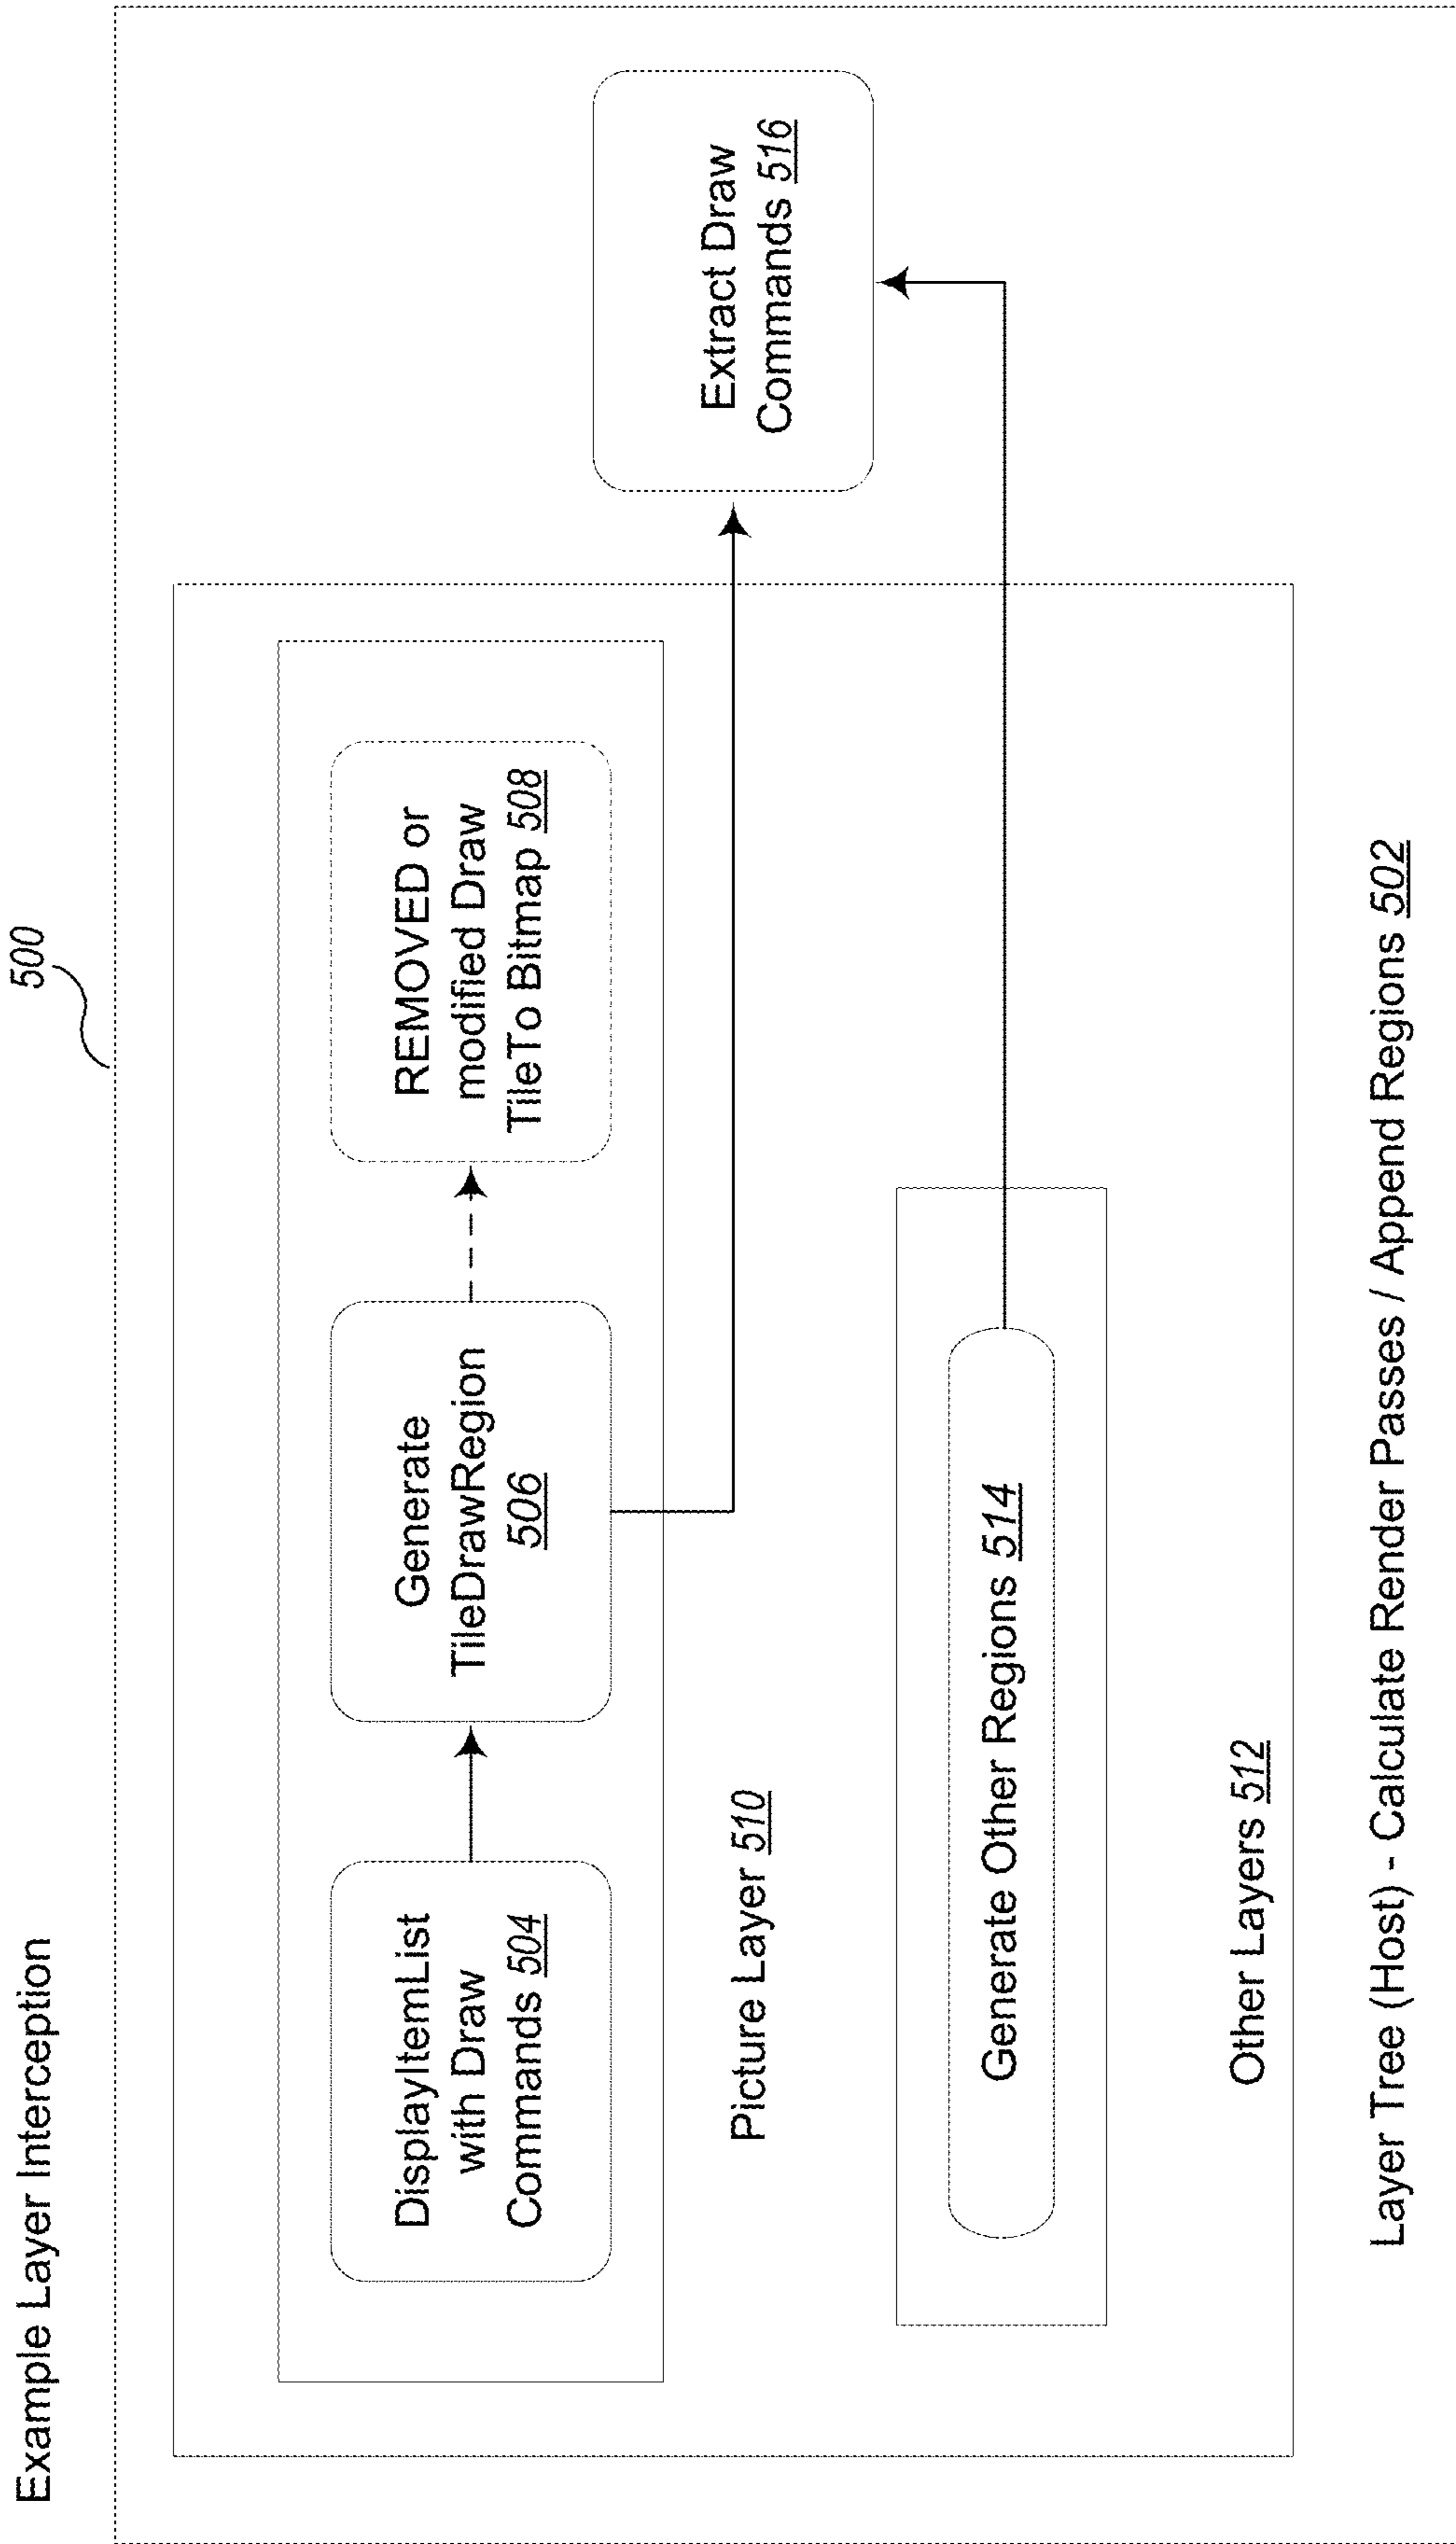 Example Layer Interception
500
DisplayItemList
with Draw
Commands 504
Generate
TileDrawRegion
506
REMOVED or
modified Draw
TileTo Bitmap 508
Extract Draw
Commands 516
Picture Layer 510
Generate Other Regions 514
Other Layers 512
Layer Tree (Host) - Calculate Render Passes / Append Regions 502